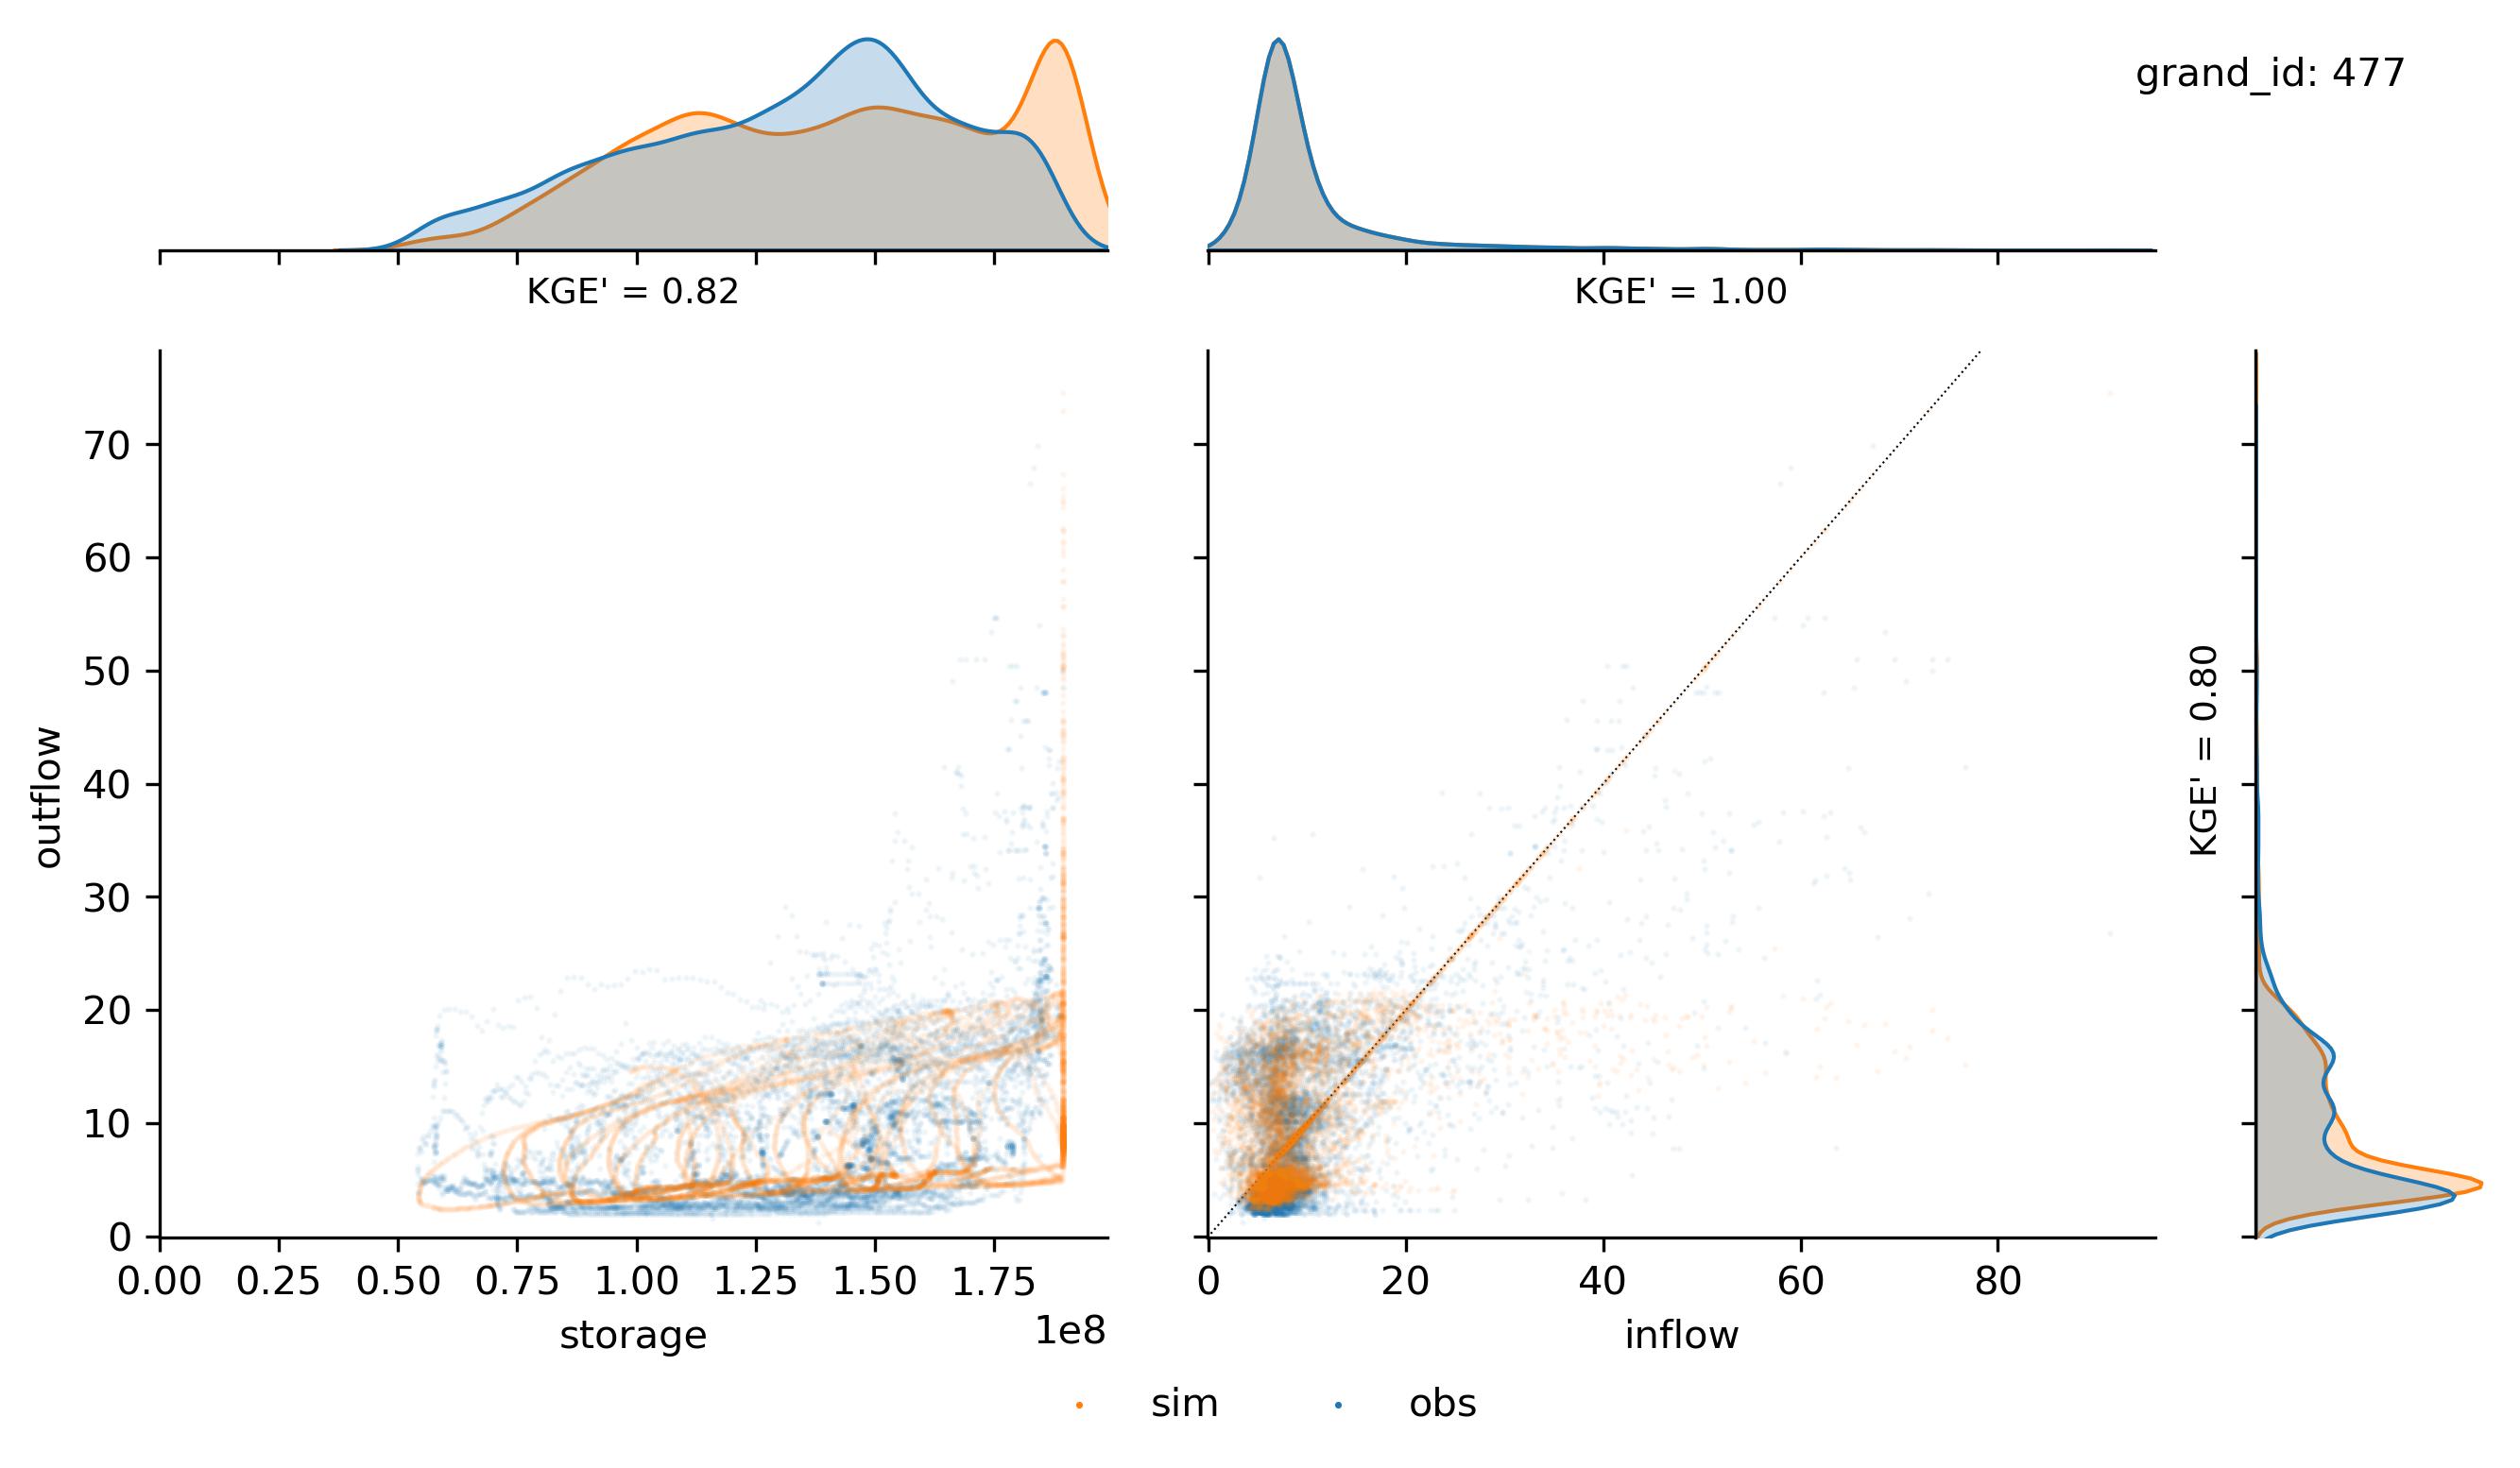 grand_id: 477
KGE' = 0.82
KGE' = 1.00
outflow
70
60
50
40
30
20
10
0
0.00 0.25 0.50 0.75 1.00 1.25 1.50 1.75
1e8
storage
0 20 40 60 80
inflow
KGE' = 0.80
sim obs